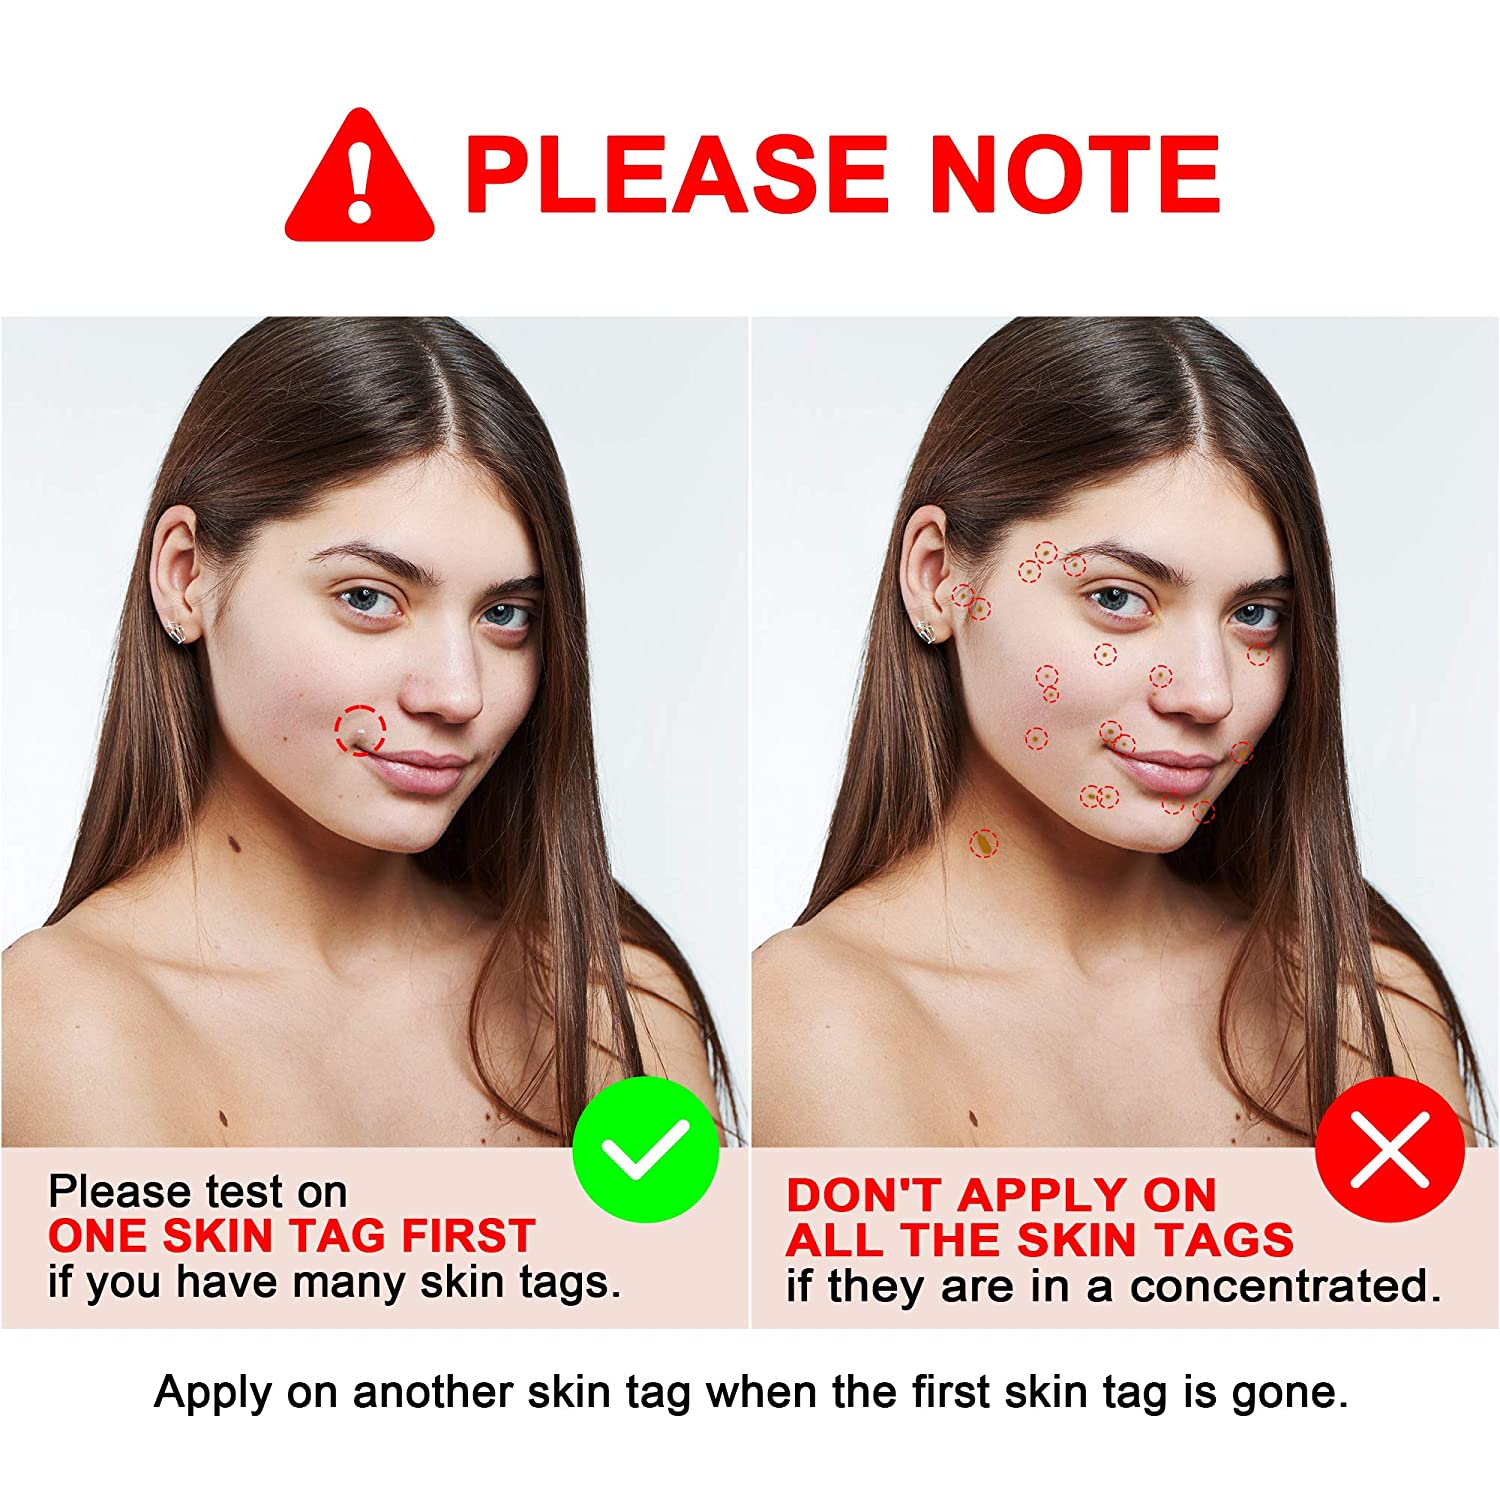 PLEASE NOTE
Please test on
ONE SKIN TAG FIRST
if you have many skin tags.
DON'T APPLY ON
ALL THE SKIN TAGS
if they are in a concentrated.
Apply on another skin tag when the first skin tag is gone.